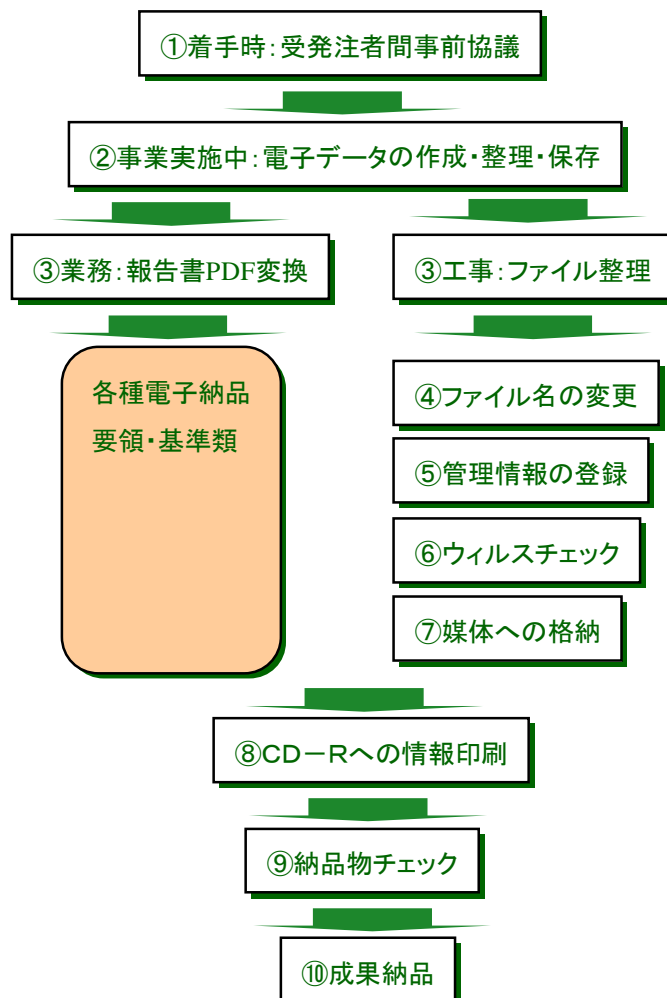 ①着手時：受発注者間事前協議
②事業実施中：電子データの作成・整理・保存
③業務：報告書PDF変換
③工事：ファイル整理
各種電子納品
要領・基準類
④ファイル名の変更
⑤管理情報の登録
⑥ウィルスチェック
⑦媒体への格納
⑧ＣＤ－Ｒへの情報印刷
⑨納品物チェック
⑩成果納品